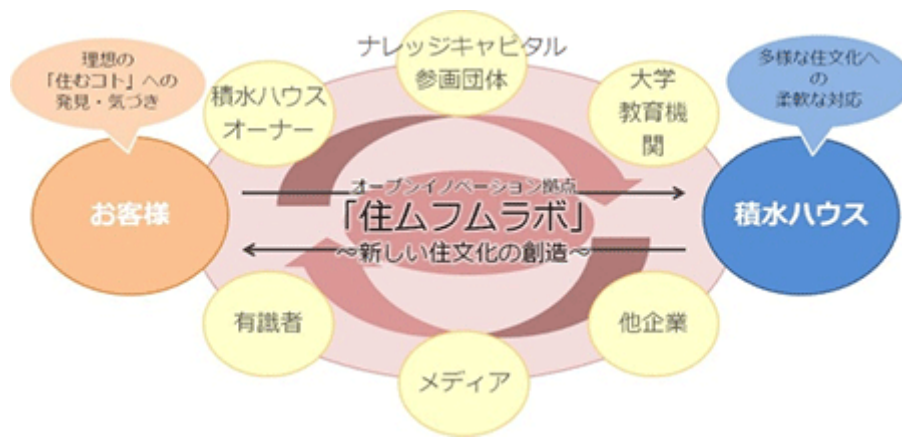 ナレッジキャピタル
参画団体
理想の
「住むコト」への
発見・気づき
積水ハウス
オーナー
大学
教育機
関
多様な住文化へ
の
柔軟な対応
お客様
オープンイノベーション拠点
「住ムフムラボ」
～新しい住文化の創造～
積水ハウス
有識者
メディア
他企業